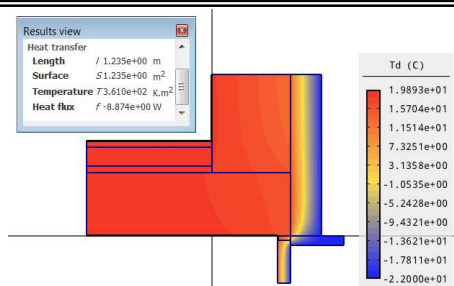 Results view
Heat transfer
Length l 1.235e+00 m
Surface S 1.235e+00 m²
Temperature T 3.610e+02 K.m²
Heat flux f -8.874e+00 W
Td (C)
1.9893e+01
1.5704e+01
1.1514e+01
7.3251e+00
3.1358e+00
-1.0535e+00
-5.2428e+00
-9.4321e+00
-1.3621e+01
-1.7811e+01
-2.2000e+01